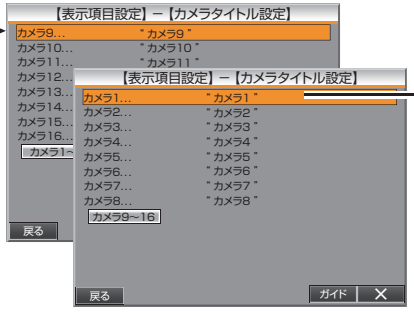 【表示項目設定】－【カメラタイトル設定】
カメラ9... " カメラ9 "
カメラ10... " カメラ10 "
カメラ11... " カメラ11 "
カメラ12...
カメラ13...
カメラ14...
カメラ15...
カメラ16...
カメラ1～
戻る
【表示項目設定】－【カメラタイトル設定】
カメラ1... " カメラ1 "
カメラ2... " カメラ2 "
カメラ3... " カメラ3 "
カメラ4... " カメラ4 "
カメラ5... " カメラ5 "
カメラ6... " カメラ6 "
カメラ7... " カメラ7 "
カメラ8... " カメラ8 "
カメラ9～16
戻る ガイド ╳